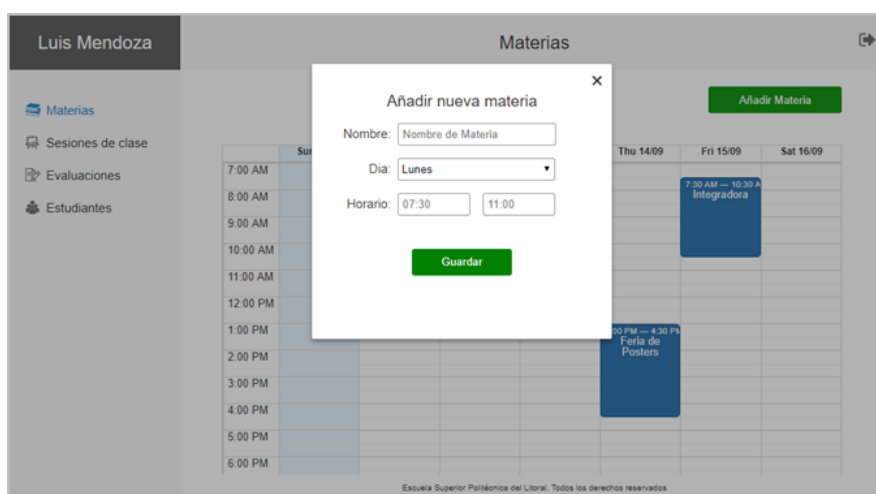 Luis Mendoza
Materias
Materias
Sesiones de clase
Evaluaciones
Estudiantes
Añadir Materia
×
Añadir nueva materia
Nombre: Nombre de Materia
Dia: Lunes
Horario: 07:30 11:00
Guardar
Thu 14/09 Fri 15/09 Sat 16/09
7:00 AM
7:30 AM — 10:30
Integradora
8:00 AM
9:00 AM
10:00 AM
11:00 AM
12:00 PM
1:00 PM
PM — 4:30
Feria de
Posters
2:00 PM
3:00 PM
4:00 PM
5:00 PM
6:00 PM
Escuela Superior Politécnica del Litoral. Todos los derechos reservados